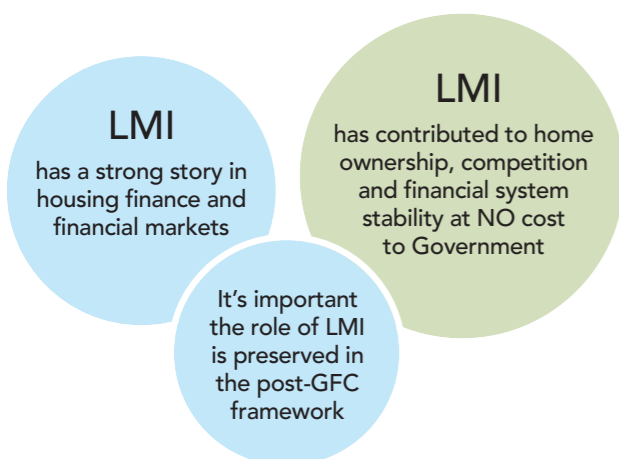 LMI
has a strong story in
housing finance and
financial markets
LMI
has contributed to home
ownership, competition
and financial system
stability at NO cost
to Government
It’s important
the role of LMI
is preserved in
the post-GFC
framework